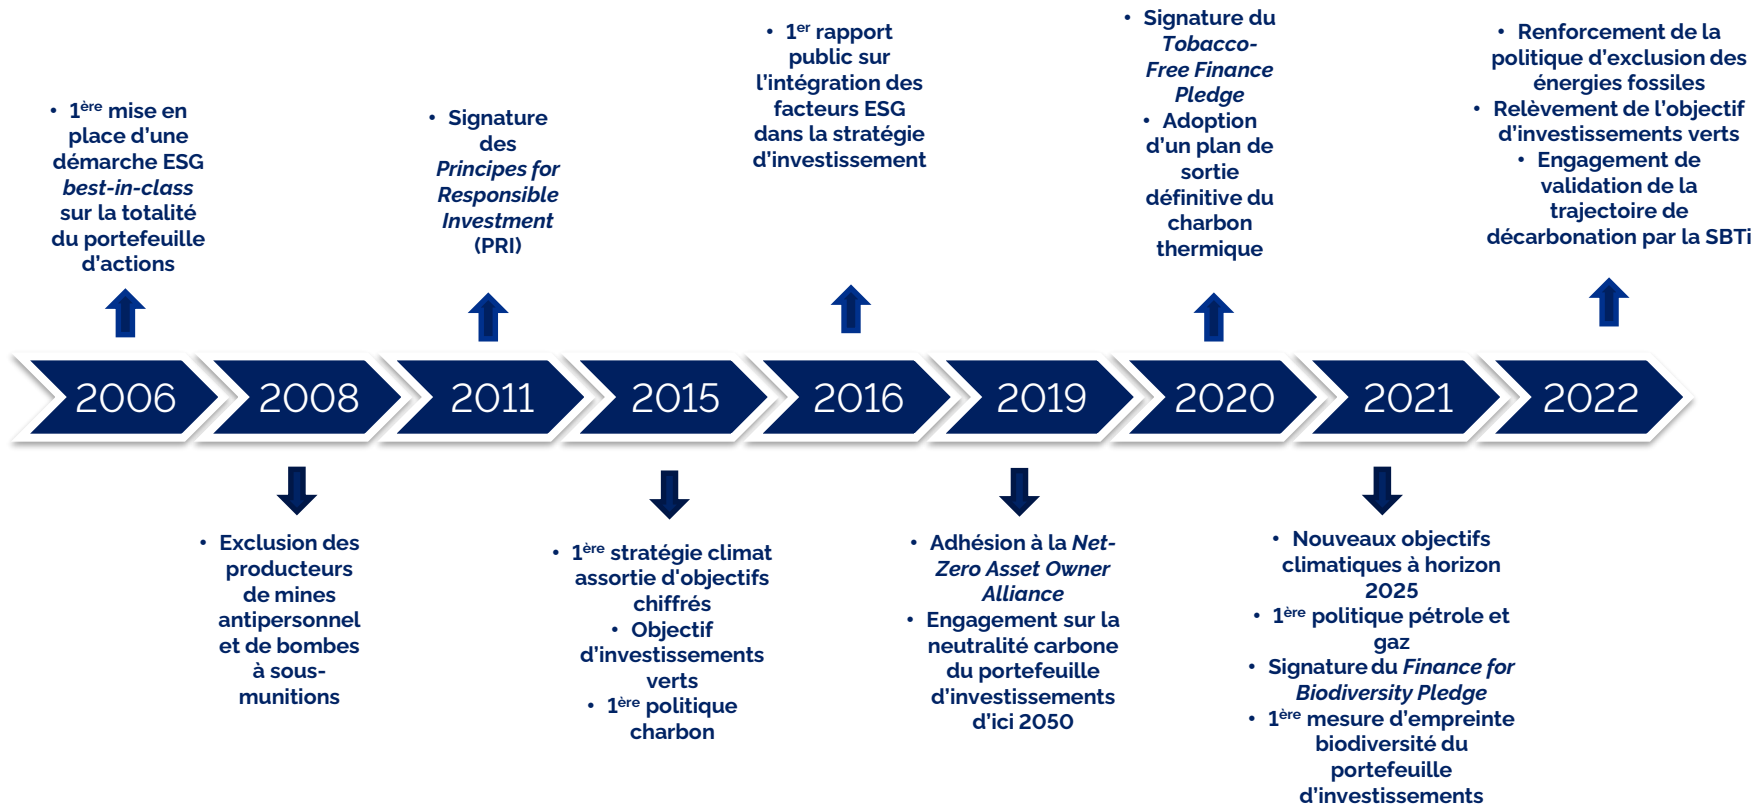 • 1ère mise en
place d’une
démarche ESG
best-in-class
sur la totalité
du portefeuille
d’actions
• Signature
des
Principes for
Responsible
Investment
(PRI)
• 1er rapport
public sur
l’intégration des
facteurs ESG
dans la stratégie
d’investissement
• Signature du
Tobacco-
Free Finance
Pledge
• Adoption
d’un plan de
sortie
définitive du
charbon
thermique
• Renforcement de la
politique d’exclusion des
énergies fossiles
• Relèvement de l’objectif
d’investissements verts
• Engagement de
validation de la
trajectoire de
décarbonation par la SBTi
2006 2008 2011 2015 2016 2019 2020 2021 2022
• Exclusion des
producteurs
de mines
antipersonnel
et de bombes
à sous-
munitions
• 1ère stratégie climat
assortie d'objectifs
chiffrés
• Objectif
d’investissements
verts
• 1ère politique
charbon
• Adhésion à la Net-
Zero Asset Owner
Alliance
• Engagement sur la
neutralité carbone
du portefeuille
d’investissements
d’ici 2050
• Nouveaux objectifs
climatiques à horizon
2025
• 1ère politique pétrole et
gaz
• Signature du Finance for
Biodiversity Pledge
• 1ère mesure d’empreinte
biodiversité du
portefeuille
d’investissements